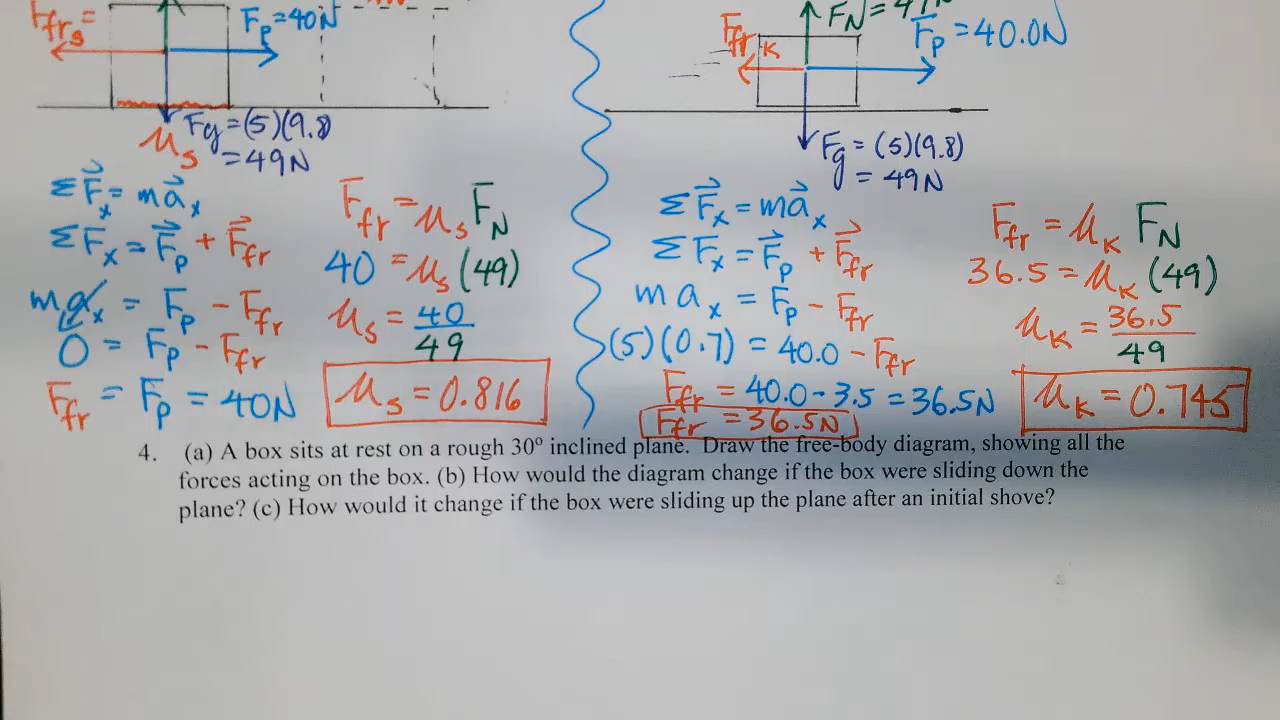 Ffrs =
Fp = 40N
Fg = (5)(9.8)
= 49N
μs
ΣFx = max
ΣFx = Fp + Ffr
max = Fp - Ffr
0 = Fp - Ffr
Ffr = Fp = 40N
Ffr = μs FN
40 = μs (49)
μs = 40
49
μs = 0.816
FN = 4
Ffr K
Fp = 40.0N
Fg = (5)(9.8)
= 49N
ΣFx = max
ΣFx = Fp + Ffr
max = Fp - Ffr
(5)(0.7) = 40.0 - Ffr
Ffr = 40.0 - 3.5 = 36.5N
Ffr = 36.5N
Ffr = μK FN
36.5 = μK (49)
μK = 36.5
49
μK = 0.745
4. (a) A box sits at rest on a rough 30° inclined plane. Draw the free-body diagram, showing all the
forces acting on the box. (b) How would the diagram change if the box were sliding down the
plane? (c) How would it change if the box were sliding up the plane after an initial shove?